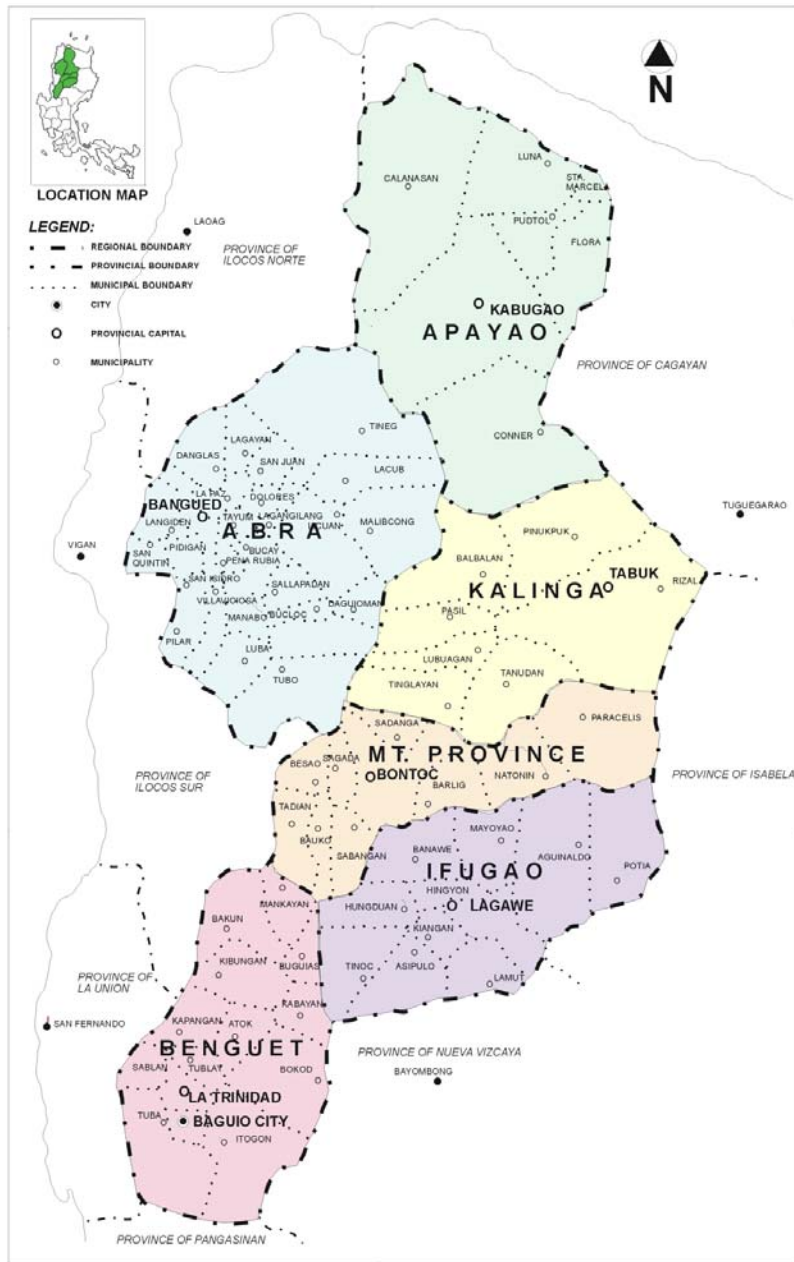 N
LOCATION MAP
LEGEND:
REGIONAL BOUNDARY
PROVINCIAL BOUNDARY
MUNICIPAL BOUNDARY
CITY
PROVINCIAL CAPITAL
MUNICIPALITY
LAOAG
PROVINCE OF
ILOCOS NORTE
CALANASAN
LUNA
STA.
MARCELA
PUDTOL
FLORA
KABUGAO
APAYAO
PROVINCE OF CAGAYAN
CONNER
TINEG
LAGAYAN
DANGLAS
SAN JUAN
LACUB
LA PAZ
DOLORES
BANGUED
TAYUM
LAGANGILANG
LICUAN
MALIBCONG
LANGIDEN
ABRA
SAN
QUINTIN
PIDIGAN
BUCAY
PENA RUBIA
SAN ISIDRO
SALLAPADAN
VILLAVICIOSA
MANABO
BUCLOC
DAGUIOMAN
PILAR
LUBA
TUBO
VIGAN
TUGUEGARAO
PINUKPUK
BALBALAN
TABUK
KALINGA
RIZAL
PASIL
LUBUAGAN
TANUDAN
TINGLAYAN
PARACELIS
SADANGA
MT. PROVINCE
BESAO
SAGADA
BONTOC
NATONIN
BARLIG
TADIAN
BAUKO
SABANGAN
PROVINCE OF
ILOCOS SUR
PROVINCE OF ISABELA
MAYOYAO
BANAWE
AGUINALDO
IFUGAO
POTIA
HINGYON
HUNGDUAN
LAGAWE
KIANGAN
TINOC
ASIPULO
LAMUT
MANKAYAN
BAKUN
KIBUNGAN
BUGUIAS
KABAYAN
KAPANGAN
ATOK
BENGUET
SABLAN
TUBLAY
BOKOD
LA TRINIDAD
TUBA
BAGUIO CITY
ITOGON
PROVINCE OF
LA UNION
SAN FERNANDO
PROVINCE OF NUEVA VIZCAYA
BAYOMBONG
PROVINCE OF PANGASINAN